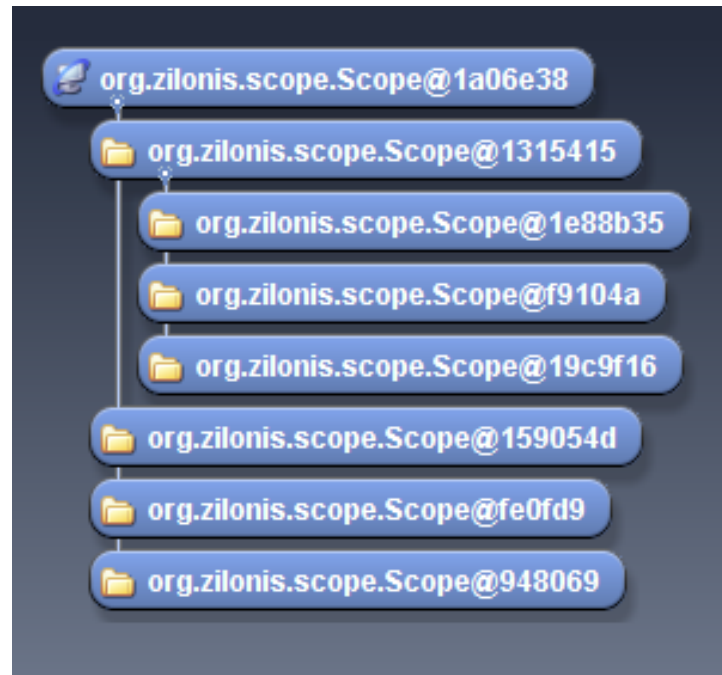 org.zilonis.scope.Scope@1a06e38
org.zilonis.scope.Scope@1315415
org.zilonis.scope.Scope@1e88b35
org.zilonis.scope.Scope@f9104a
org.zilonis.scope.Scope@19c9f16
org.zilonis.scope.Scope@159054d
org.zilonis.scope.Scope@fe0fd9
org.zilonis.scope.Scope@948069